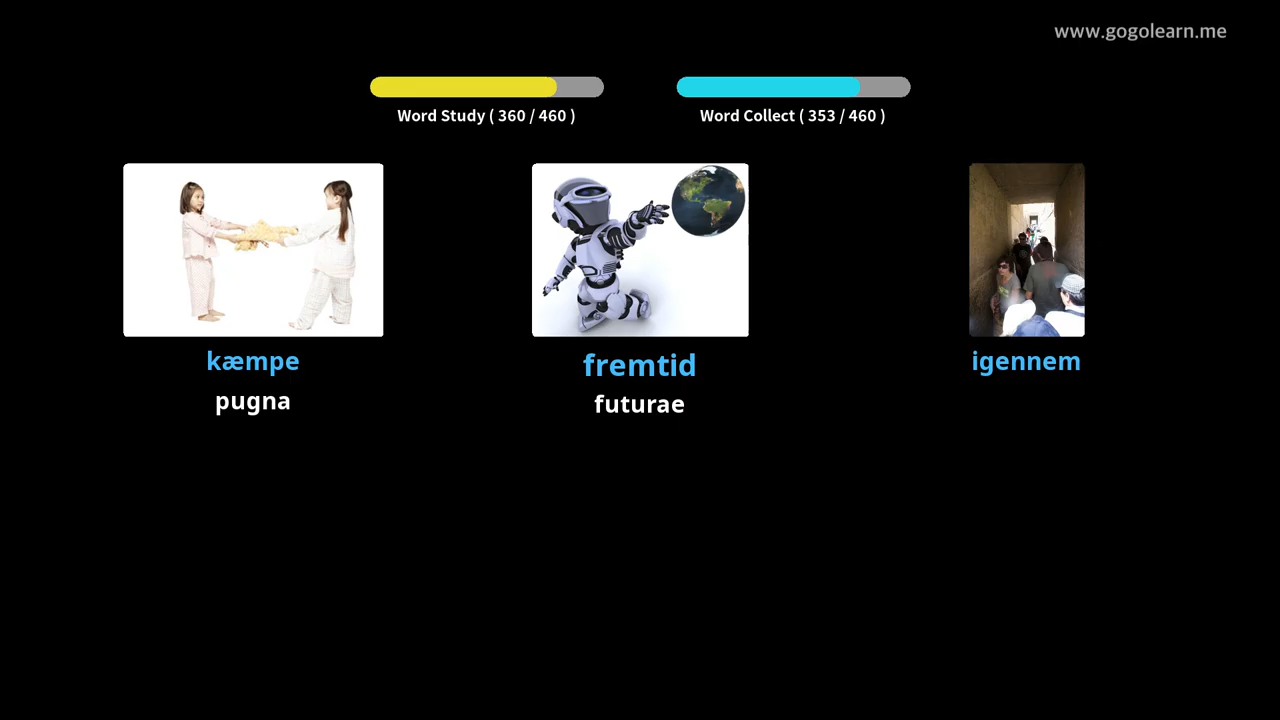 www.gogolearn.me
Word Study ( 360 / 460 )
Word Collect ( 353 / 460 )
kæmpe
pugna
fremtid
futurae
igennem